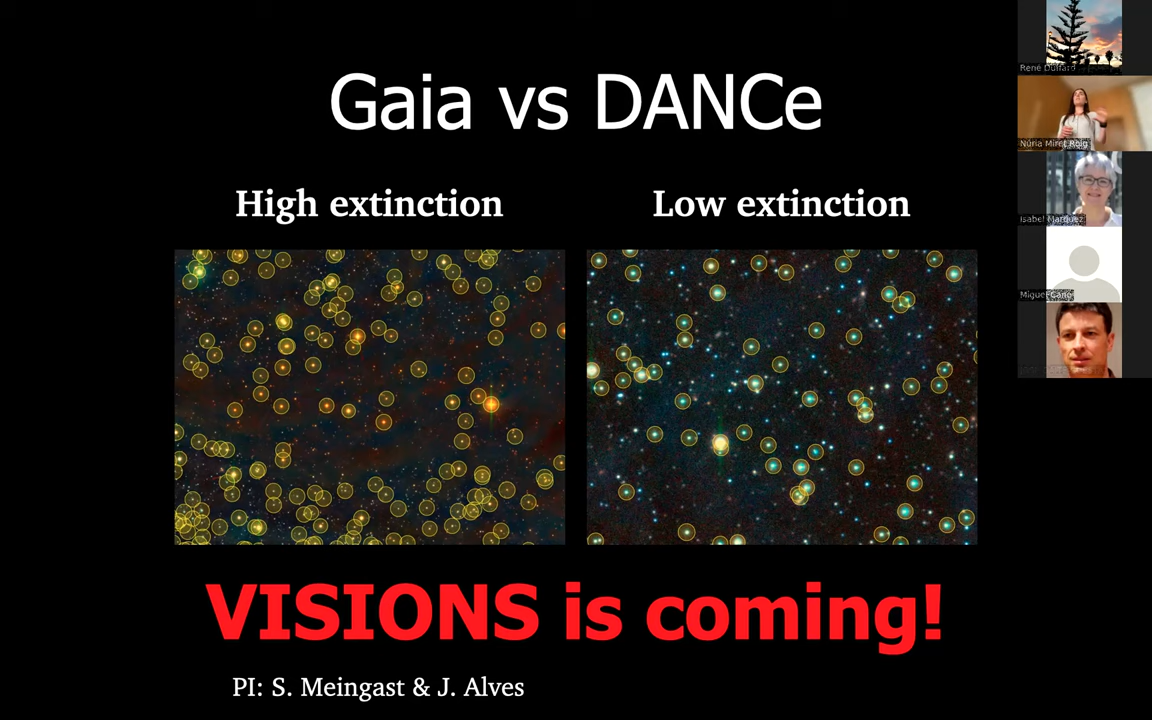 Gaia vs DANCe
High extinction
Low extinction
VISIONS is coming!
PI: S. Meingast & J. Alves
René Duffard
Núria Miret Roig
Isabel Marquez
Miguel Cano